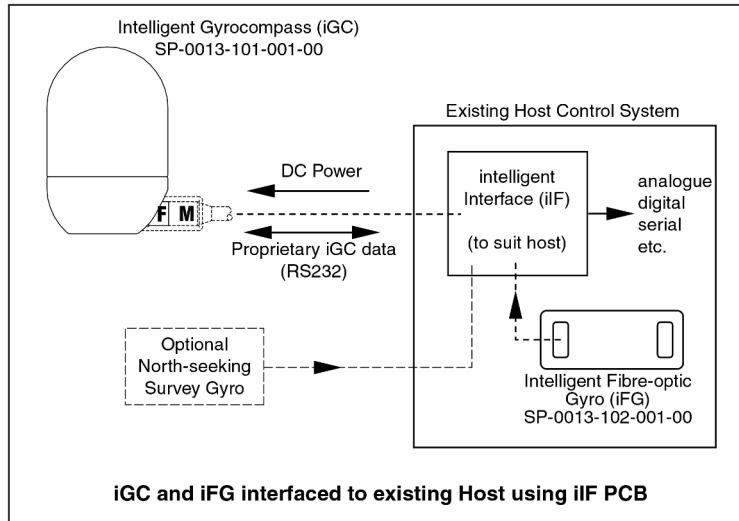 Intelligent Gyrocompass (iGC)
SP-0013-101-001-00
Existing Host Control System
DC Power
intelligent
Interface (iIF)
(to suit host)
analogue
digital
serial
etc.
F M
Proprietary iGC data
(RS232)
Optional
North-seeking
Survey Gyro
Intelligent Fibre-optic
Gyro (iFG)
SP-0013-102-001-00
iGC and iFG interfaced to existing Host using iIF PCB